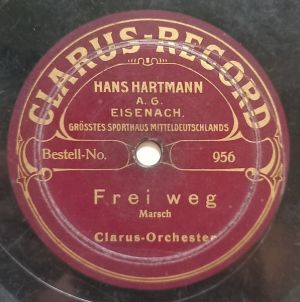 CLARUS-RECORD
HANS HARTMANN
A. G.
EISENACH.
GRÖSSTES SPORTHAUS MITTELDEUTSCHLANDS
Bestell-No. 956
Frei weg
Marsch
Clarus-Orchester